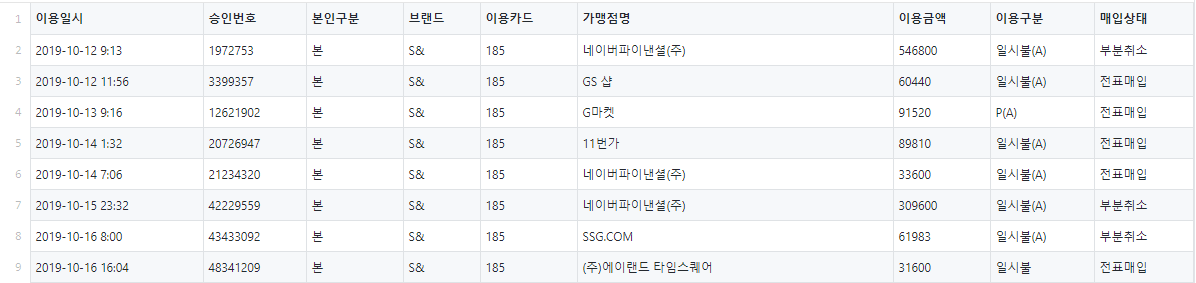 1 이용일시 승인번호 본인구분 브랜드 이용카드 가맹점명 이용금액 이용구분 매입상태
2 2019-10-12 9:13 1972753 본 S& 185 네이버파이낸셜(주) 546800 일시불(A) 부분취소
3 2019-10-12 11:56 3399357 본 S& 185 GS 샵 60440 일시불(A) 전표매입
4 2019-10-13 9:16 12621902 본 S& 185 G마켓 91520 P(A) 전표매입
5 2019-10-14 1:32 20726947 본 S& 185 11번가 89810 일시불(A) 전표매입
6 2019-10-14 7:06 21234320 본 S& 185 네이버파이낸셜(주) 33600 일시불(A) 전표매입
7 2019-10-15 23:32 42229559 본 S& 185 네이버파이낸셜(주) 309600 일시불(A) 부분취소
8 2019-10-16 8:00 43433092 본 S& 185 SSG.COM 61983 일시불(A) 부분취소
9 2019-10-16 16:04 48341209 본 S& 185 (주)에이랜드 타임스퀘어 31600 일시불 전표매입